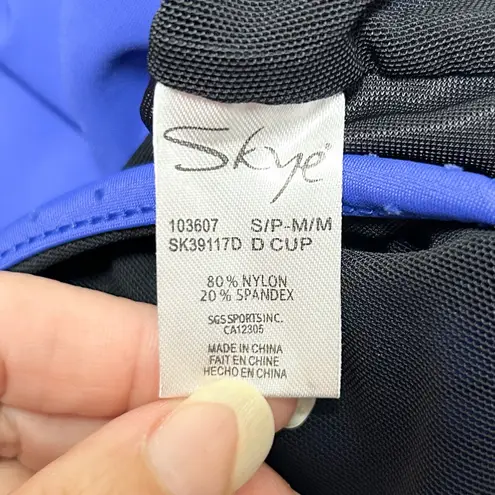 Skye
103607 S/P-M/M
SK39117D D CUP
80% NYLON
20% SPANDEX
SGS SPORTS INC.
CA12305
MADE IN CHINA
FAIT EN CHINE
HECHO EN CHINA